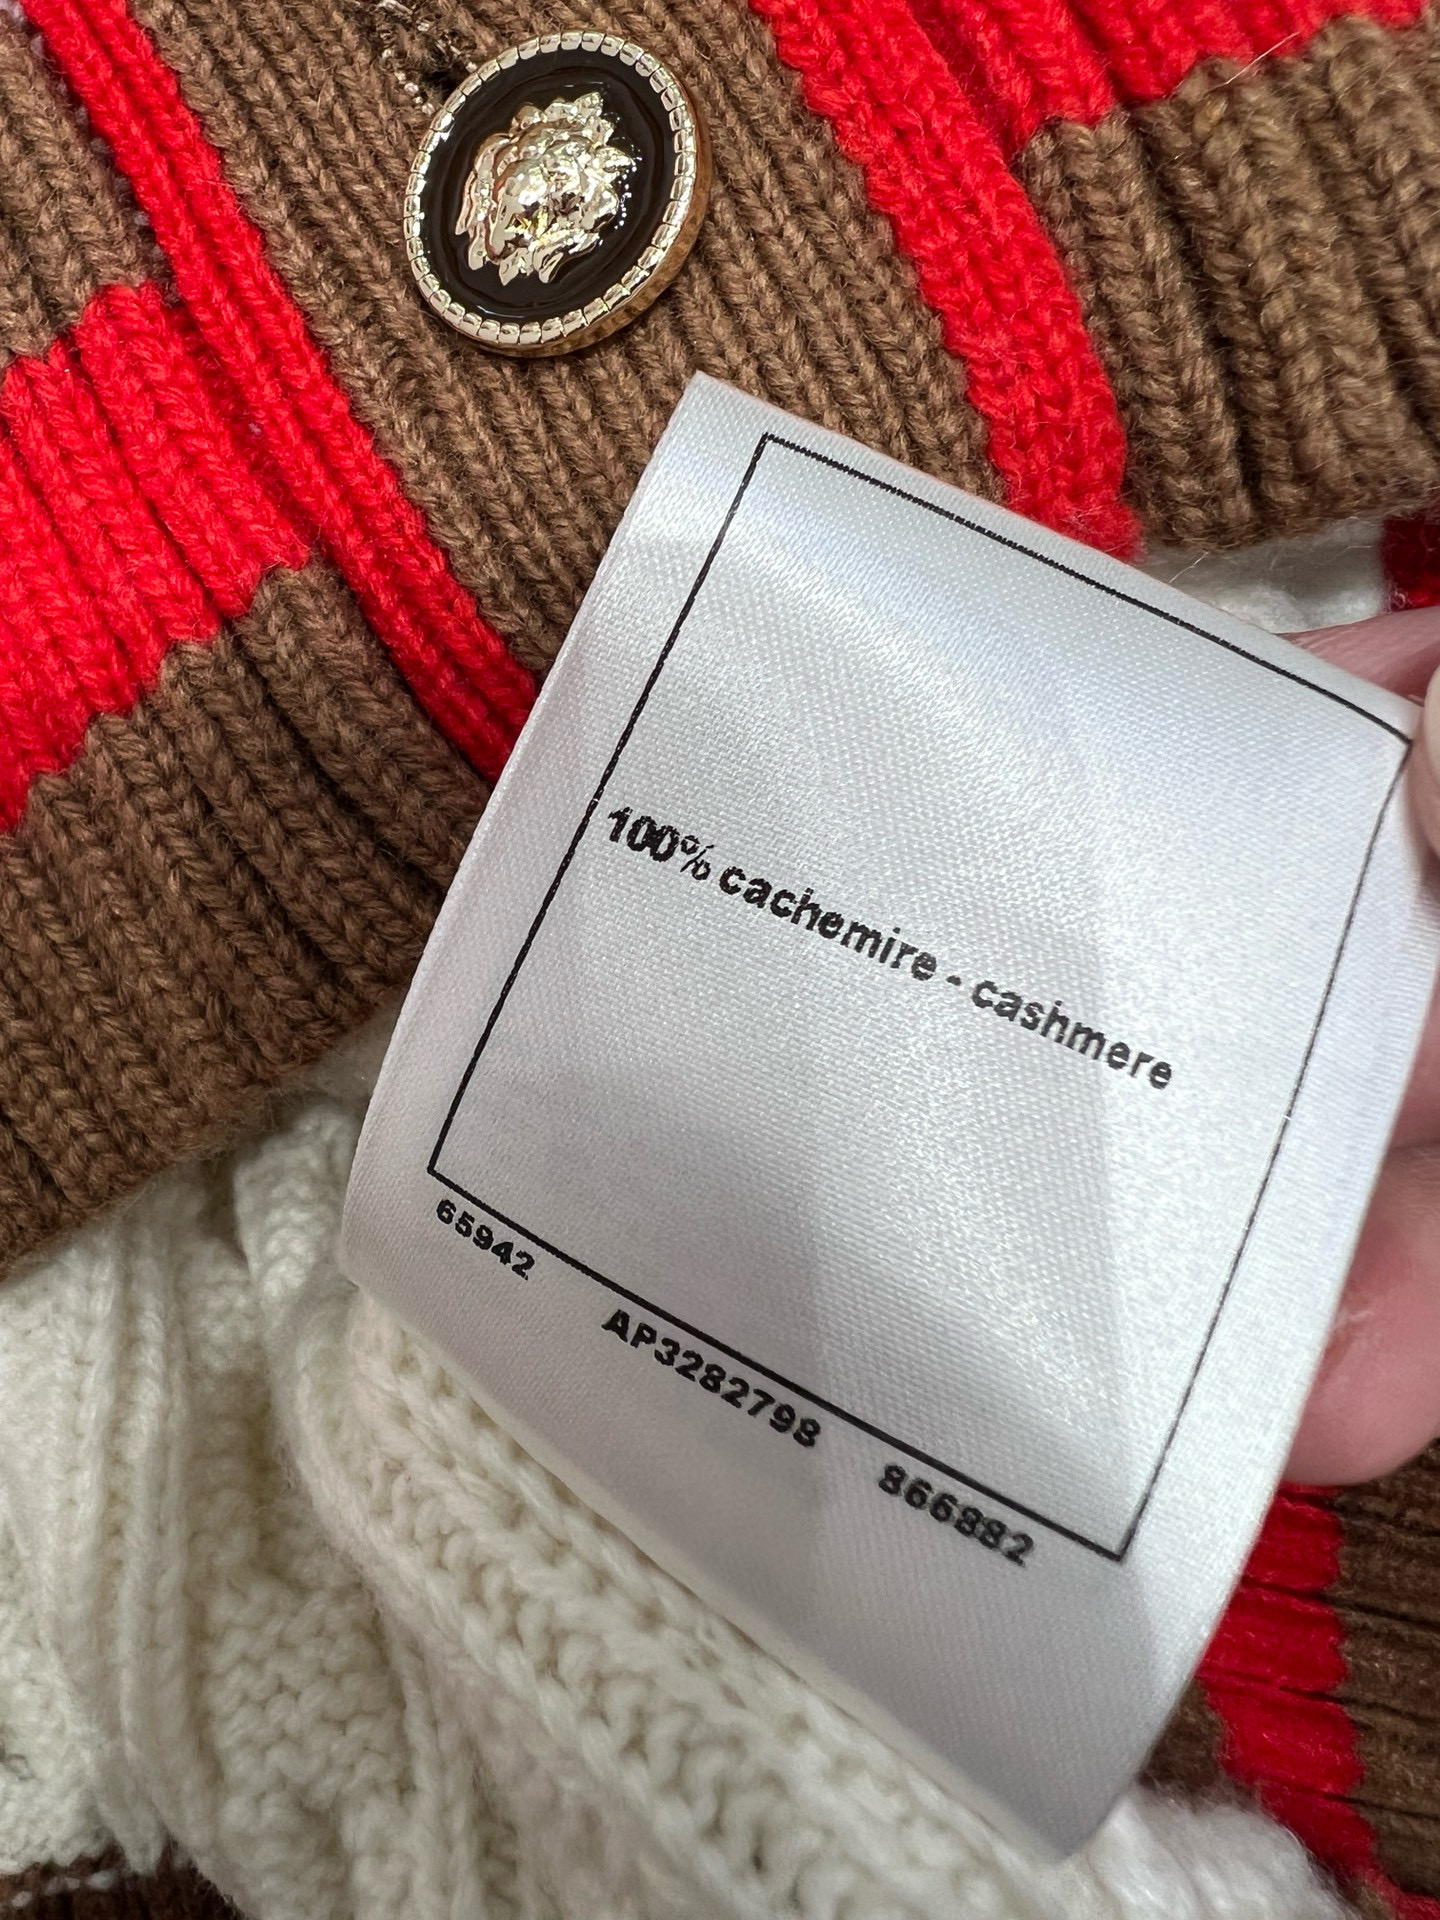 100% cachemire - cashmere
65942 AP3282798 866882